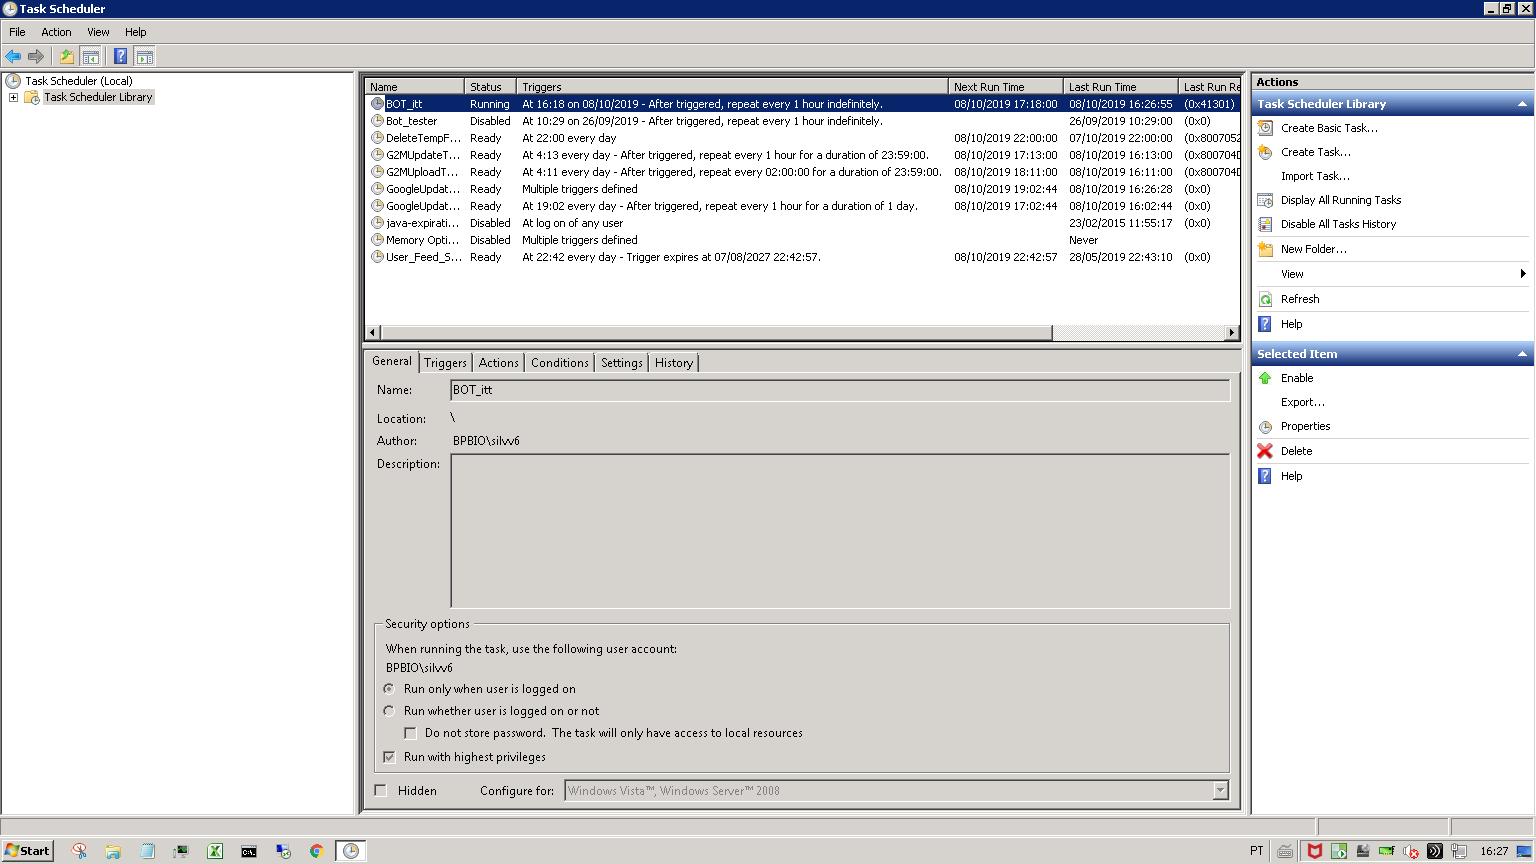 Task Scheduler
File Action View Help
Task Scheduler (Local)
Task Scheduler Library
Name Status Triggers Next Run Time Last Run Time Last Run Re
BOT_itt Running At 16:18 on 08/10/2019 - After triggered, repeat every 1 hour indefinitely. 08/10/2019 17:18:00 08/10/2019 16:26:55 (0x41301)
Bot_tester Disabled At 10:29 on 26/09/2019 - After triggered, repeat every 1 hour indefinitely. 26/09/2019 10:29:00 (0x0)
DeleteTempF... Ready At 22:00 every day 08/10/2019 22:00:00 07/10/2019 22:00:00 (0x8007052
G2MUpdateT... Ready At 4:13 every day - After triggered, repeat every 1 hour for a duration of 23:59:00. 08/10/2019 17:13:00 08/10/2019 16:13:00 (0x800704D
G2MUploadT... Ready At 4:11 every day - After triggered, repeat every 02:00:00 for a duration of 23:59:00. 08/10/2019 18:11:00 08/10/2019 16:11:00 (0x800704D
GoogleUpdat... Ready Multiple triggers defined 08/10/2019 19:02:44 08/10/2019 16:26:28 (0x0)
GoogleUpdat... Ready At 19:02 every day - After triggered, repeat every 1 hour for a duration of 1 day. 08/10/2019 17:02:44 08/10/2019 16:02:44 (0x0)
java-expirati... Disabled At log on of any user 23/02/2015 11:55:17 (0x0)
Memory Opti... Disabled Multiple triggers defined Never
User_Feed_S... Ready At 22:42 every day - Trigger expires at 07/08/2027 22:42:57. 08/10/2019 22:42:57 28/05/2019 22:43:10 (0x0)
General Triggers Actions Conditions Settings History
Name: BOT_itt
Location: \
Author: BPBIO\silvv6
Description:
Security options
When running the task, use the following user account:
BPBIO\silvv6
Run only when user is logged on
Run whether user is logged on or not
Do not store password. The task will only have access to local resources
Run with highest privileges
Hidden Configure for: Windows Vista™, Windows Server™ 2008
Actions
Task Scheduler Library
Create Basic Task...
Create Task...
Import Task...
Display All Running Tasks
Disable All Tasks History
New Folder...
View
Refresh
Help
Selected Item
Enable
Export...
Properties
Delete
Help
Start PT 16:27